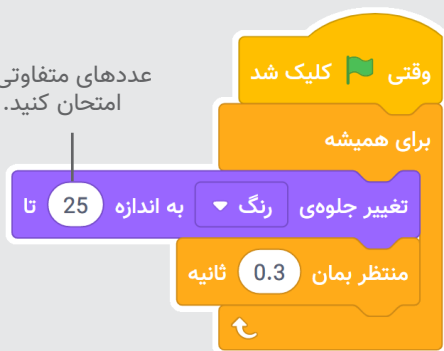 وقتی کلیک شد
عددهای متفاوتی
امتحان کنید.
برای همیشه
تغییر جلوه‌ی رنگ به اندازه 25 تا
منتظر بمان 0.3 ثانیه